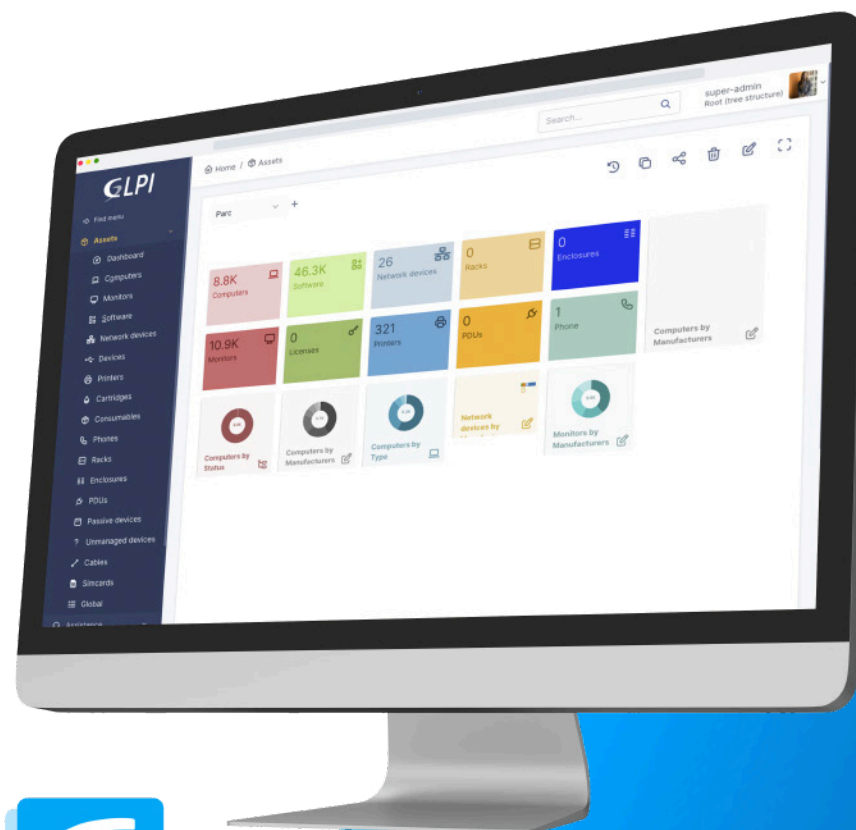 super-admin
Root (tree structure)
Search...
Home / Assets
GLPI
Find menu
Parc
Assets
Dashboard
Computers
Monitors
Software
Network devices
Devices
Printers
Cartridges
Consumables
Phones
Racks
Enclosures
PDUs
Passive devices
? Unmanaged devices
Cables
Simcards
Global
Assistance
8.8K
Computers
46.3K
Software
26
Network devices
0
Racks
0
Enclosures
10.9K
Monitors
0
Licenses
321
Printers
0
PDUs
1
Phone
Computers by
Manufacturers
Computers by
Status
Computers by
Manufacturers
Computers by
Type
Network
devices by
Monitors by
Manufacturers